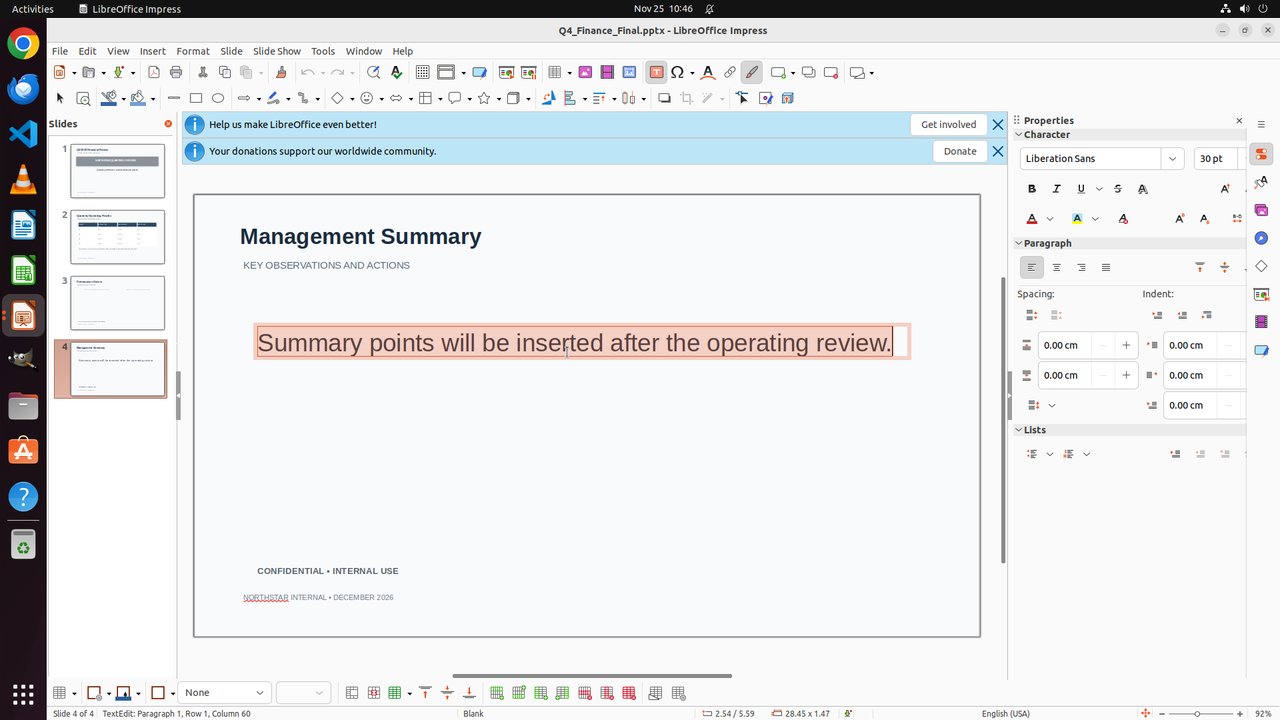 Activities
LibreOffice Impress
Nov 25 10:46
Q4_Finance_Final.pptx - LibreOffice Impress
File Edit View Insert Format Slide Slide Show Tools Window Help
Slides
Help us make LibreOffice even better!
Get involved
Your donations support our worldwide community.
Donate
1
2
3
4
Management Summary
KEY OBSERVATIONS AND ACTIONS
Summary points will be inserted after the operating review.
CONFIDENTIAL • INTERNAL USE
NORTHSTAR INTERNAL • DECEMBER 2026
Properties
Character
Liberation Sans
30 pt
Paragraph
Spacing:
Indent:
0.00 cm
0.00 cm
0.00 cm
0.00 cm
0.00 cm
Lists
None
Slide 4 of 4
TextEdit: Paragraph 1, Row 1, Column 60
Blank
2.54 / 5.59
28.45 x 1.47
English (USA)
92%